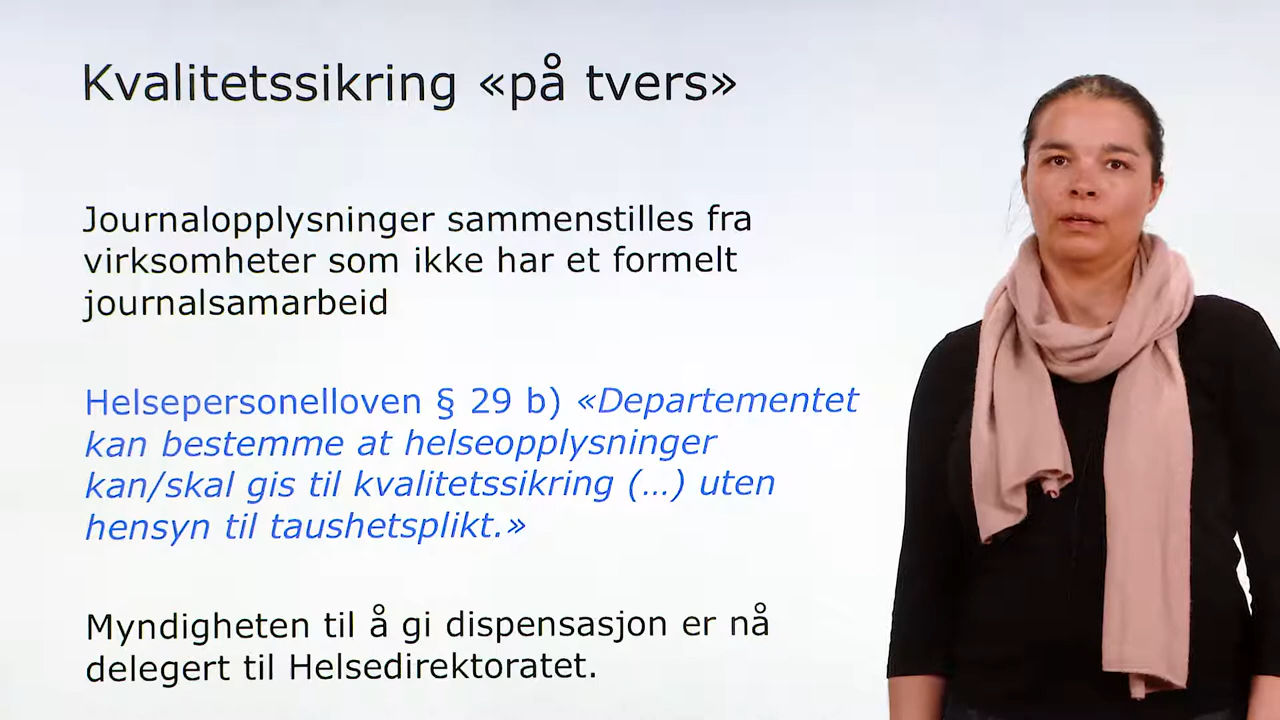 Kvalitetssikring «på tvers»
Journalopplysninger sammenstilles fra
virksomheter som ikke har et formelt
journalsamarbeid
Helsepersonelloven § 29 b) «Departementet
kan bestemme at helseopplysninger
kan/skal gis til kvalitetssikring (…) uten
hensyn til taushetsplikt.»
Myndigheten til å gi dispensasjon er nå
delegert til Helsedirektoratet.